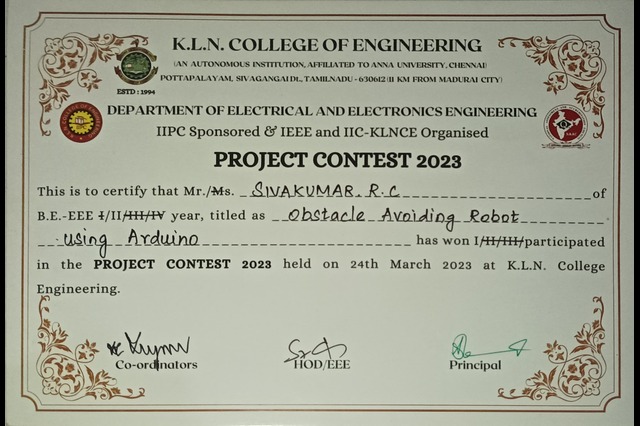 K.L.N. COLLEGE OF ENGINEERING
(AN AUTONOMOUS INSTITUTION, AFFILIATED TO ANNA UNIVERSITY, CHENNAI)
POTTAPALAYAM, SIVAGANGAI Dt., TAMILNADU - 630612 (11 KM FROM MADURAI CITY)
ESTD : 1994
DEPARTMENT OF ELECTRICAL AND ELECTRONICS ENGINEERING
IIPC Sponsored & IEEE and IIC-KLNCE Organised
PROJECT CONTEST 2023
This is to certify that Mr./Ms. SIVAKUMAR.R.C of
B.E.-EEE I/II/III/IV year, titled as Obstacle Avoiding Robot
using Arduino has won I/II/III/participated
in the PROJECT CONTEST 2023 held on 24th March 2023 at K.L.N. College
Engineering.
Co-ordinators HOD/EEE Principal